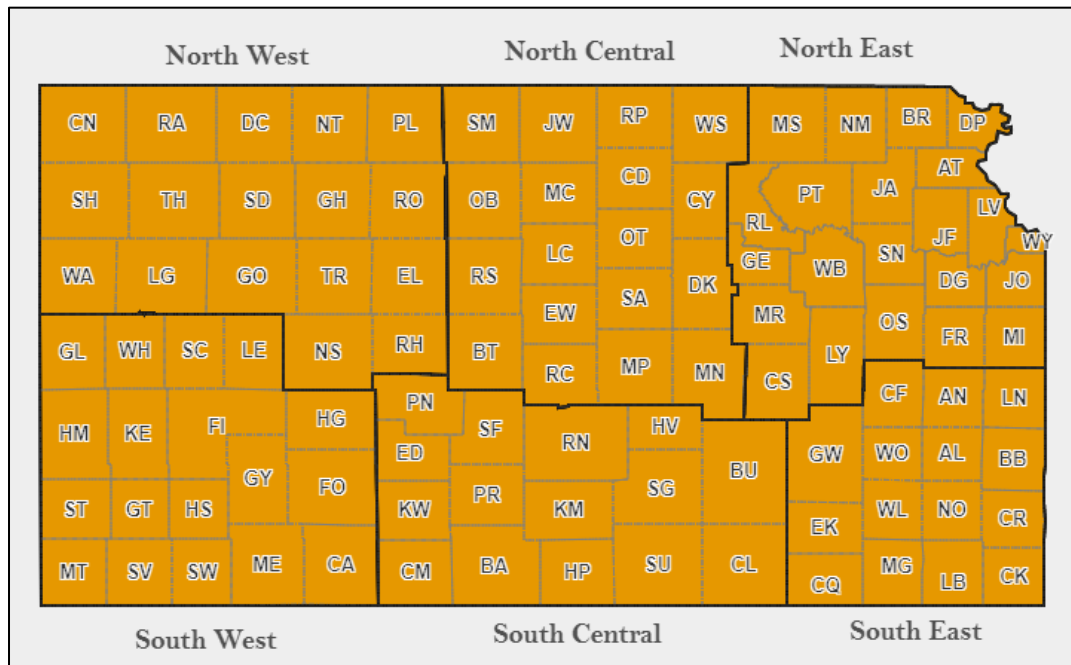 North West North Central North East
CN RA DC NT PL SM JW RP WS MS NM BR DP
SH TH SD GH RO OB MC CD CY RL PT JA AT JF LV WY
WA LG GO TR EL RS LC OT DK GE WB SN DG JO
GL WH SC LE NS RH BT EW SA MR LY OS FR MI
RC MP MN CS
HM KE FI HG PN SF RN HV BU GW CF AN LN
GY FO ED PR SG WO AL BB
ST GT HS KW KM EK WL NO CR
MT SV SW ME CA CM BA HP SU CL CQ MG LB CK
South West South Central South East